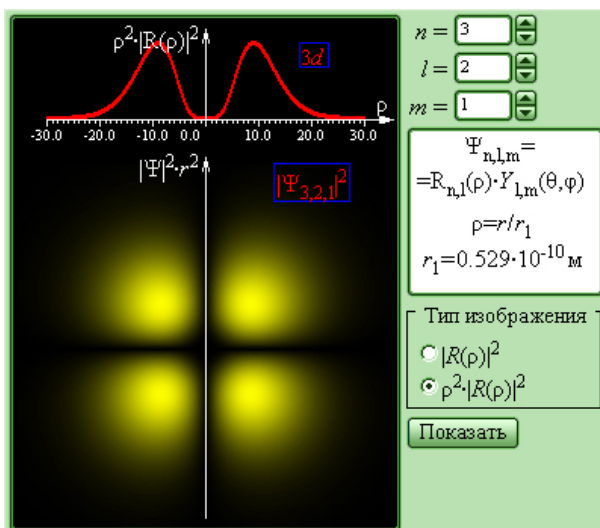 ρ²·|R(ρ)|²
3d
ρ
-30.0 -20.0 -10.0 0.0 10.0 20.0 30.0
|Ψ|²·r²
|Ψ3,2,1|²
n = 3
l = 2
m = 1
Ψn,l,m=
=Rn,l(ρ)·Yl,m(θ,φ)
ρ=r/r1
r1=0.529·10⁻¹⁰ м
Тип изображения
|R(ρ)|²
ρ²·|R(ρ)|²
Показать